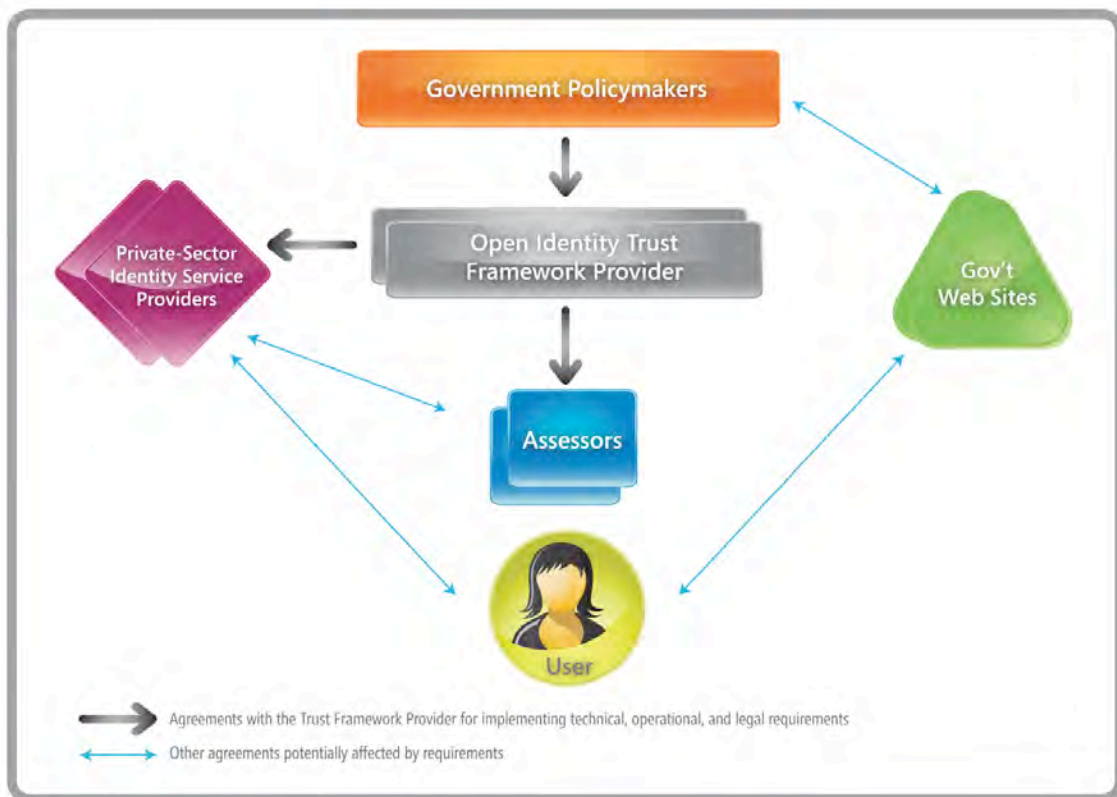 Government Policymakers
Private-Sector
Identity Service
Providers
Open Identity Trust
Framework Provider
Gov't
Web Sites
Assessors
User
Agreements with the Trust Framework Provider for implementing technical, operational, and legal requirements
Other agreements potentially affected by requirements